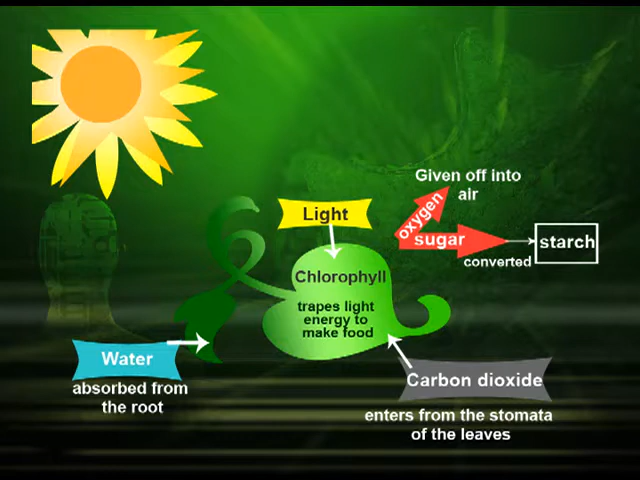 Given off into
air
oxygen
Light
sugar
starch
converted
Chlorophyll
trapes light
energy to
make food
Water
absorbed from
the root
Carbon dioxide
enters from the stomata
of the leaves